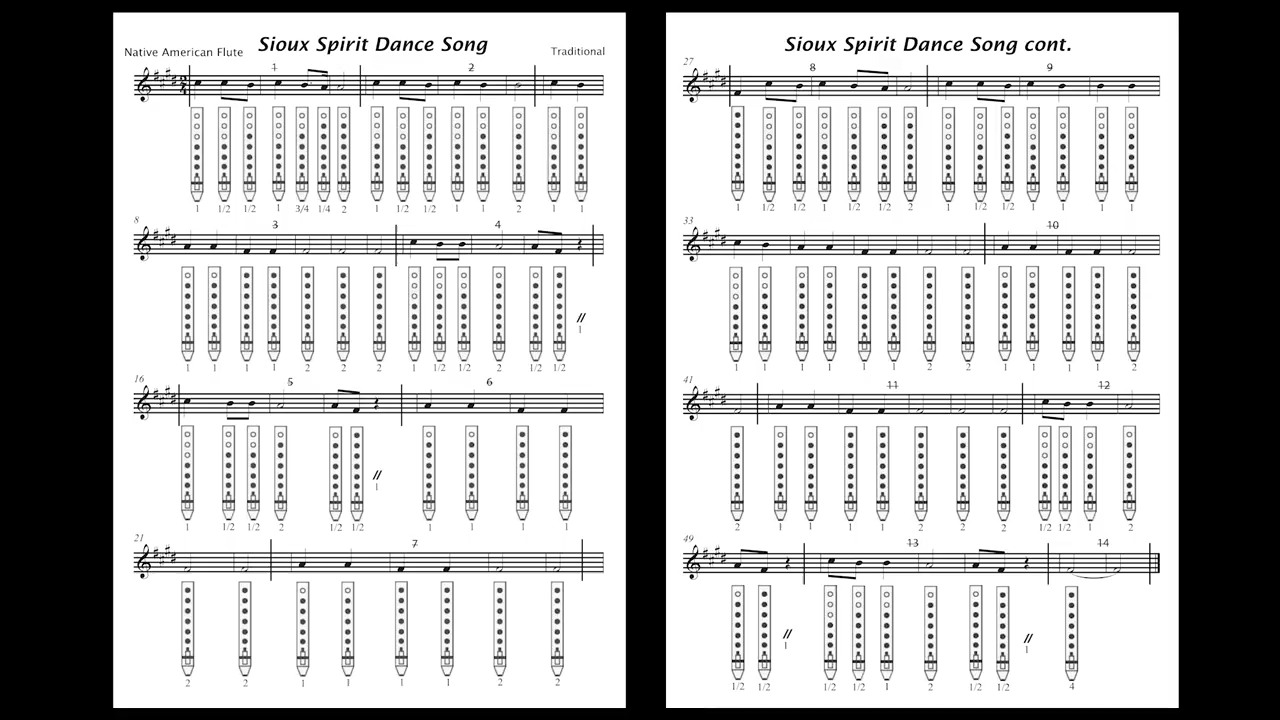 Native American Flute
Sioux Spirit Dance Song
Traditional
1 2
1 1/2 1/2 1 3/4 1/4 2 1 1/2 1/2 1 1 2 1 1
8
3 4
1 1 1 1 2 2 2 1 1/2 1/2 2 1/2 1/2 // 1
16
5 6
1 1/2 1/2 2 1/2 1/2 // 1 1 1 1 1
21
7
2 2 1 1 1 1 2 2
Sioux Spirit Dance Song cont.
27
8 9
1 1/2 1/2 1 1/2 1/2 2 1 1/2 1/2 1 1 1 1
33
10
1 1 1 1 1 1 2 2 1 1 1 1 2
41
11 12
2 1 1 1 1 2 2 2 1/2 1/2 1 2
49
13 14
1/2 1/2 // 1 1/2 1/2 1 2 1/2 1/2 // 1 4